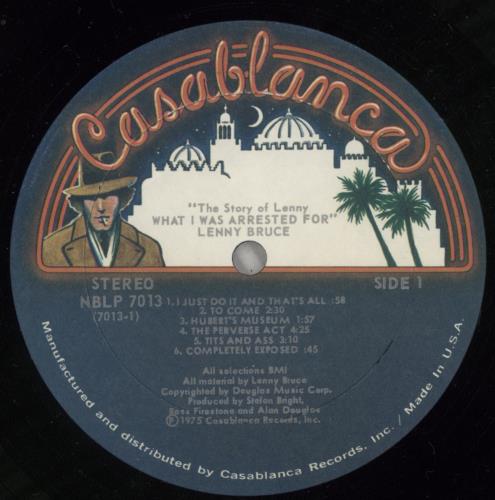 Casablanca
"The Story of Lenny
WHAT I WAS ARRESTED FOR"
LENNY BRUCE
STEREO
NBLP 7013
(7013-1)
SIDE 1
1. I JUST DO IT AND THAT'S ALL :58
2. TO COME 2:30
3. HUBERT'S MUSEUM 1:57
4. THE PERVERSE ACT 4:25
5. TITS AND ASS 3:10
6. COMPLETELY EXPOSED :45
All selections BMI
All material by Lenny Bruce
Copyrighted by Douglas Music Corp.
Produced by Stefan Bright,
Ross Firestone and Alan Douglas
Ⓟ1975 Casablanca Records, Inc.
Manufactured and distributed by Casablanca Records, Inc. / Made in U.S.A.